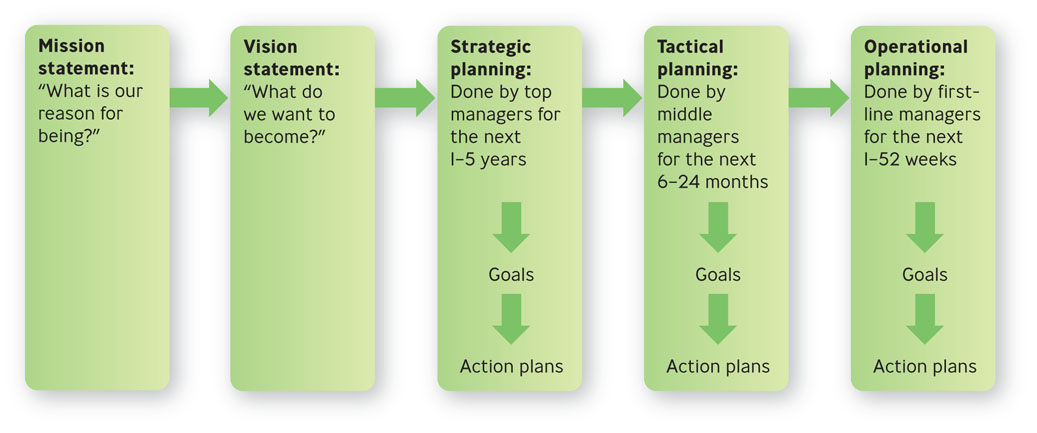 Mission
statement:
“What is our
reason for
being?”
Vision
statement:
“What do
we want to
become?”
Strategic
planning:
Done by top
managers for
the next
1–5 years
Goals
Action plans
Tactical
planning:
Done by
middle
managers
for the next
6–24 months
Goals
Action plans
Operational
planning:
Done by first-
line managers
for the next
1–52 weeks
Goals
Action plans